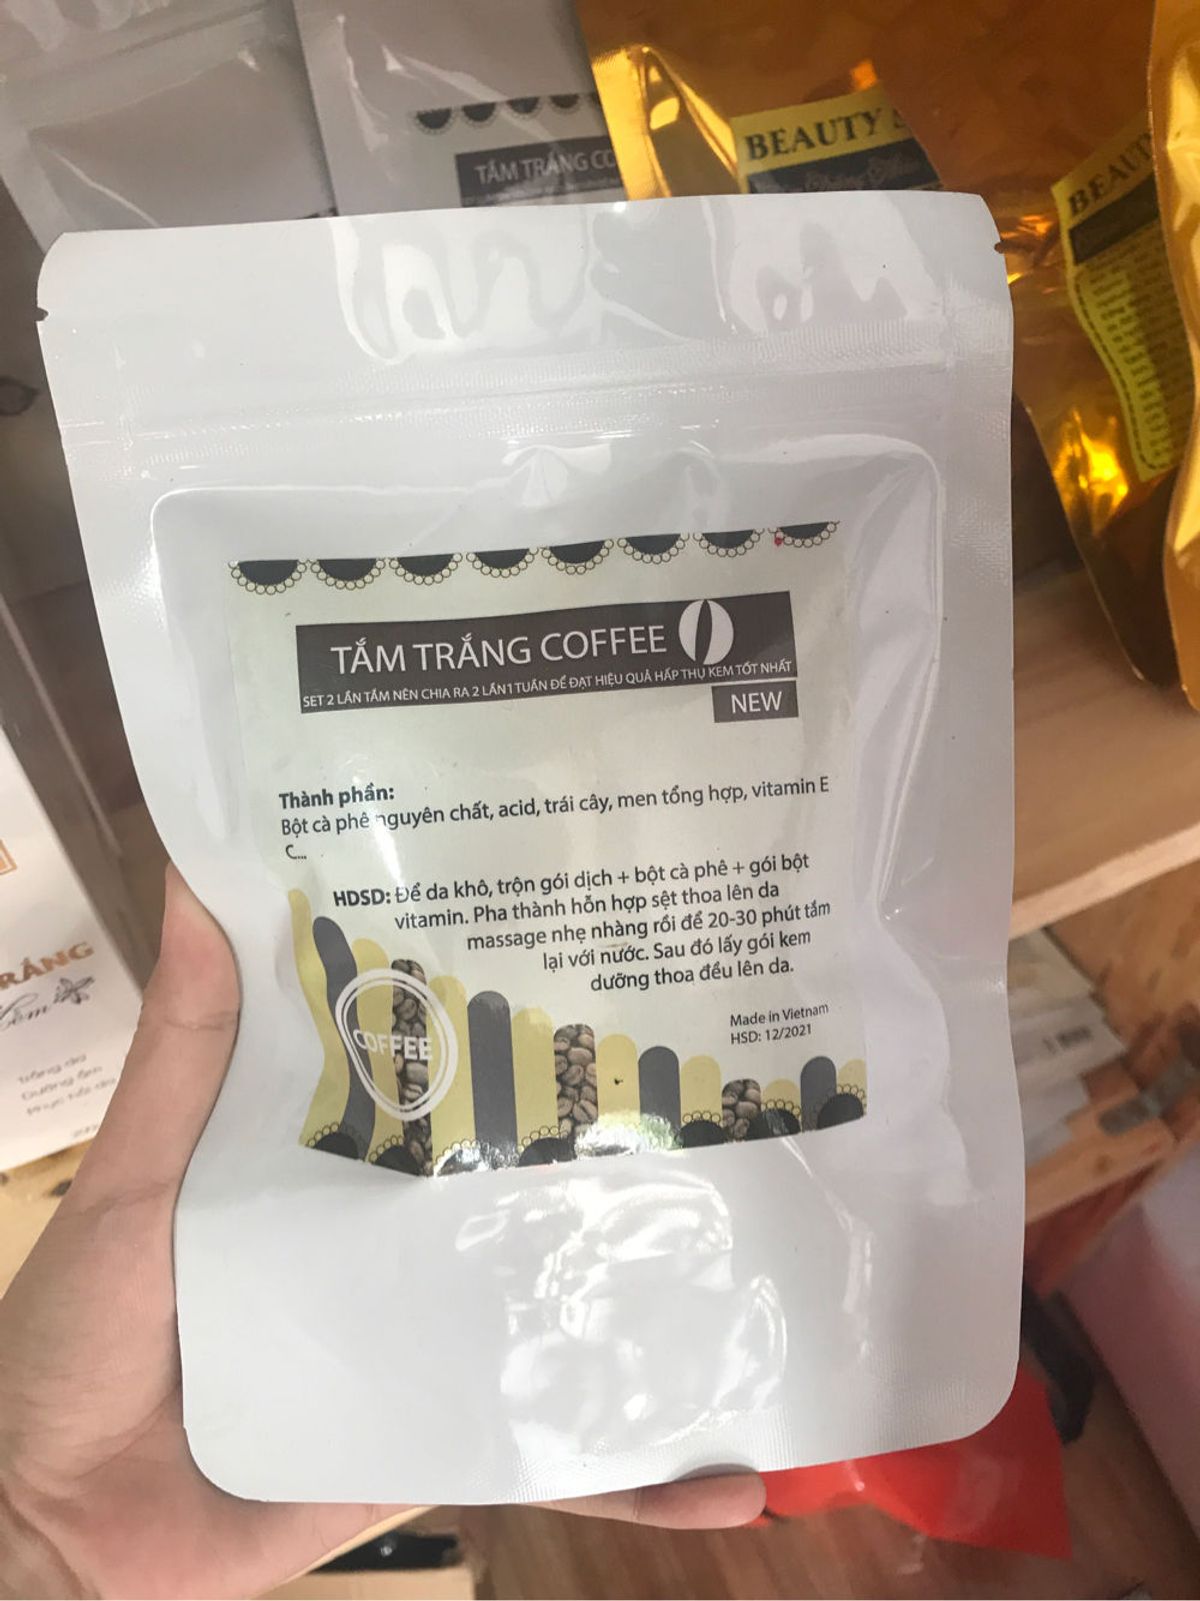 TẮM TRẮNG CO
BEAUTY
BEAUT
TẮM TRẮNG COFFEE
SET 2 LẦN TẮM NÊN CHIA RA 2 LẦN1 TUẦN ĐỂ ĐẠT HIỆU QUẢ HẤP THỤ KEM TỐT NHẤT
NEW
Thành phần:
Bột cà phê nguyên chất, acid, trái cây, men tổng hợp, vitamin E
C...
HDSD: Để da khô, trộn gói dịch + bột cà phê + gói bột
vitamin. Pha thành hỗn hợp sệt thoa lên da
massage nhẹ nhàng rồi để 20-30 phút tắm
lại với nước. Sau đó lấy gói kem
dưỡng thoa đều lên da.
Made in Vietnam
HSD: 12/2021
COFFEE
RẮNG